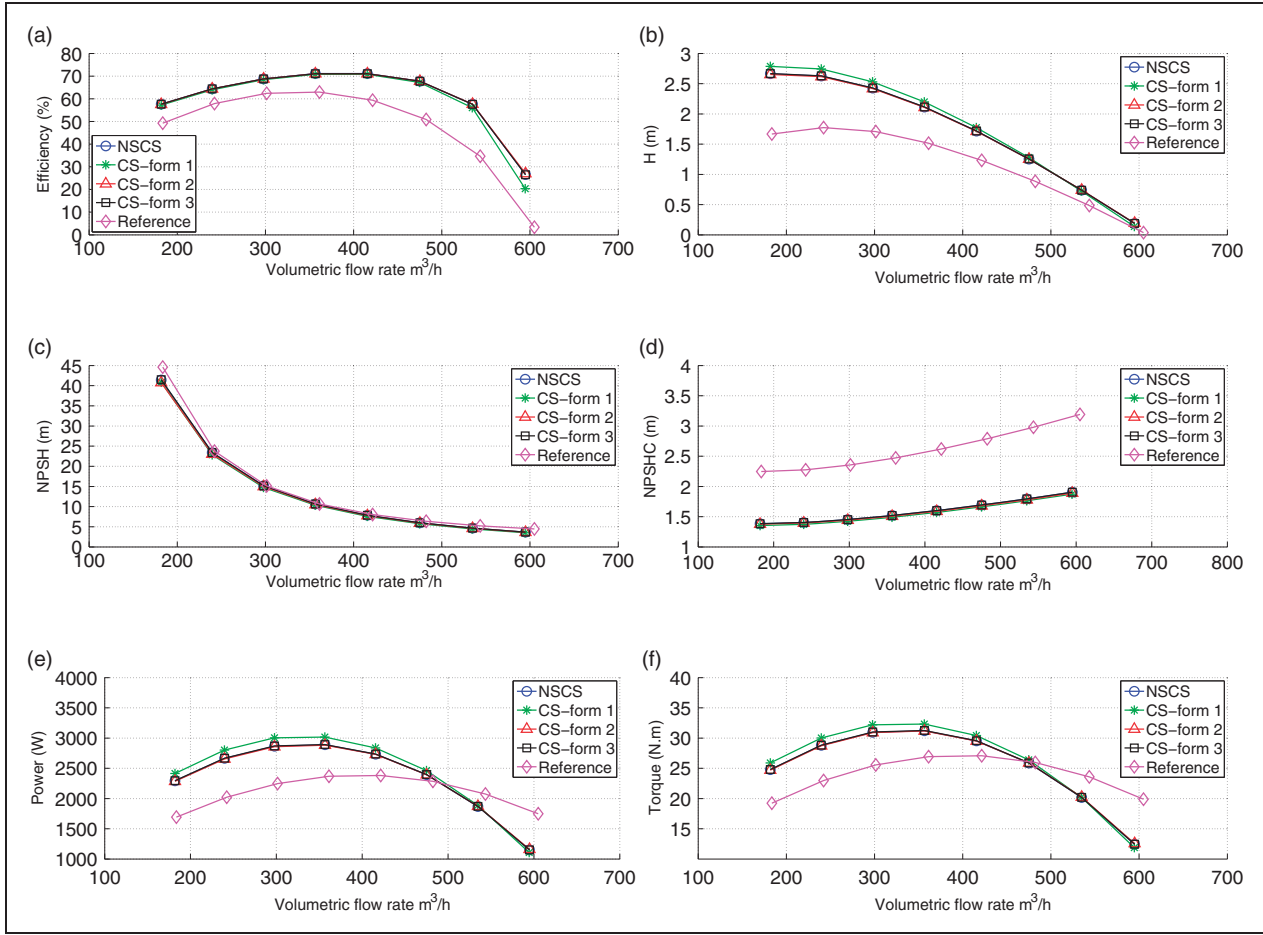 (a)
80
70
60
50
40
30
20
10
0
Efficiency (%)
NSCS
CS-form 1
CS-form 2
CS-form 3
Reference
100 200 300 400 500 600 700
Volumetric flow rate m³/h
(b)
3
2.5
2
1.5
1
0.5
0
H (m)
NSCS
CS-form 1
CS-form 2
CS-form 3
Reference
100 200 300 400 500 600 700
Volumetric flow rate m³/h
(c)
45
40
35
30
25
20
15
10
5
0
NPSH (m)
NSCS
CS-form 1
CS-form 2
CS-form 3
Reference
100 200 300 400 500 600 700
Volumetric flow rate m³/h
(d)
4
3.5
3
2.5
2
1.5
1
NPSHC (m)
NSCS
CS-form 1
CS-form 2
CS-form 3
Reference
100 200 300 400 500 600 700 800
Volumetric flow rate m³/h
(e)
4000
3500
3000
2500
2000
1500
1000
Power (W)
NSCS
CS-form 1
CS-form 2
CS-form 3
Reference
100 200 300 400 500 600 700
Volumetric flow rate m³/h
(f)
40
35
30
25
20
15
Torque (N.m)
NSCS
CS-form 1
CS-form 2
CS-form 3
Reference
100 200 300 400 500 600 700
Volumetric flow rate m³/h